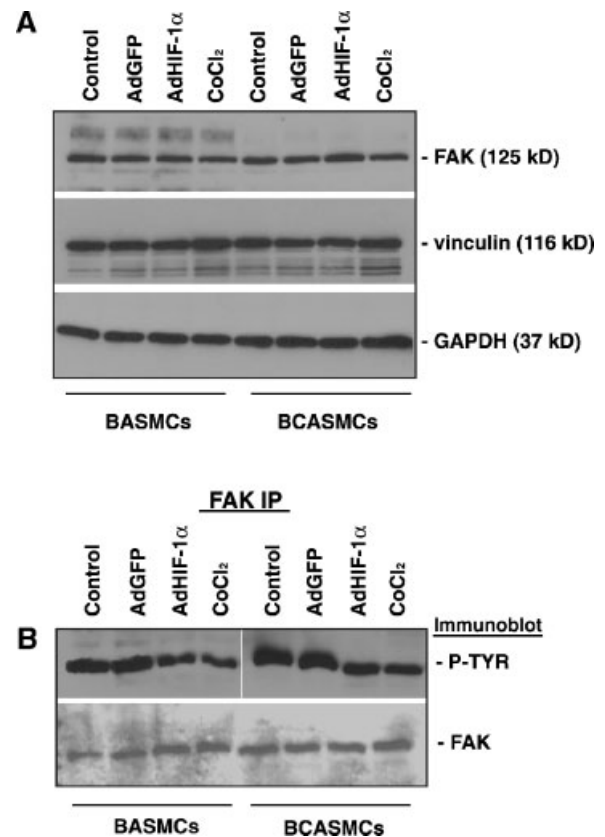 A
Control AdGFP AdHIF-1α CoCl₂ Control AdGFP AdHIF-1α CoCl₂
- FAK (125 kD)
- vinculin (116 kD)
- GAPDH (37 kD)
BASMCs BCASMCs
FAK IP
Control AdGFP AdHIF-1α CoCl₂ Control AdGFP AdHIF-1α CoCl₂
B
Immunoblot
- P-TYR
- FAK
BASMCs BCASMCs